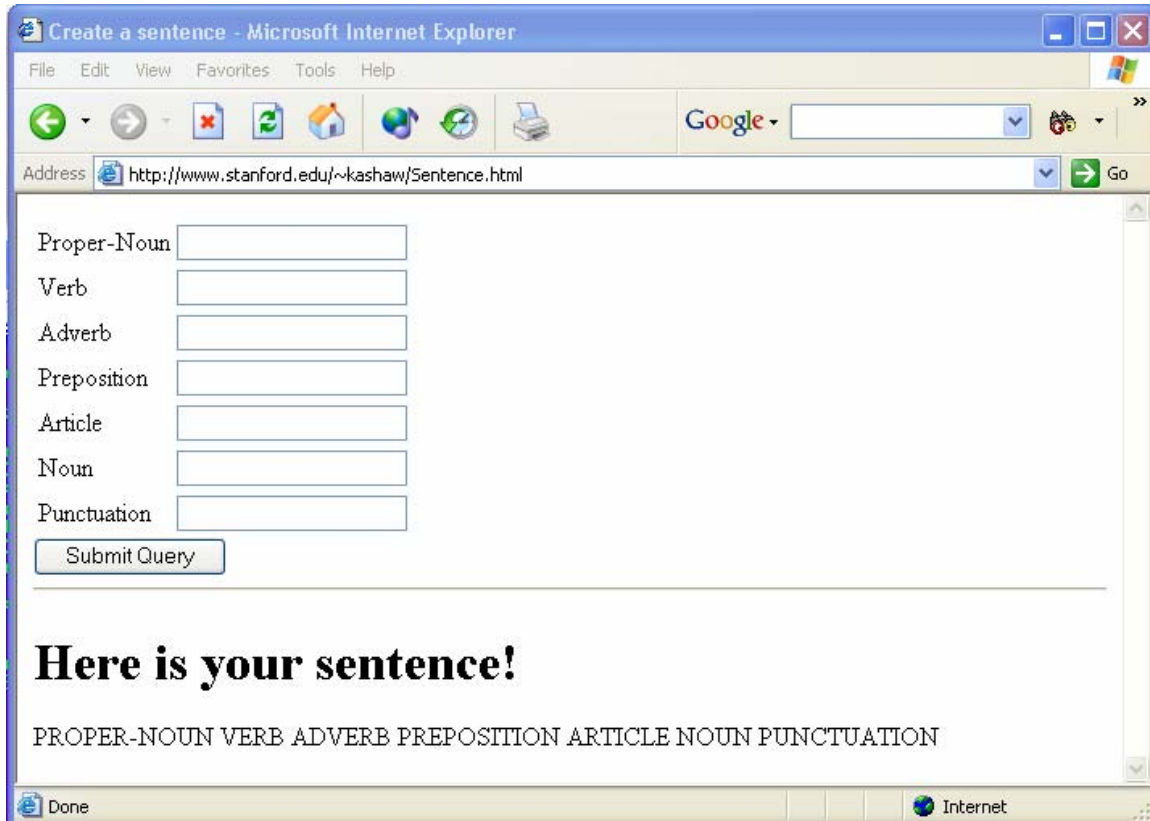 Create a sentence - Microsoft Internet Explorer
File Edit View Favorites Tools Help
Google
»
Address http://www.stanford.edu/~kashaw/Sentence.html Go
Proper-Noun
Verb
Adverb
Preposition
Article
Noun
Punctuation
Submit Query
Here is your sentence!
PROPER-NOUN VERB ADVERB PREPOSITION ARTICLE NOUN PUNCTUATION
Done Internet